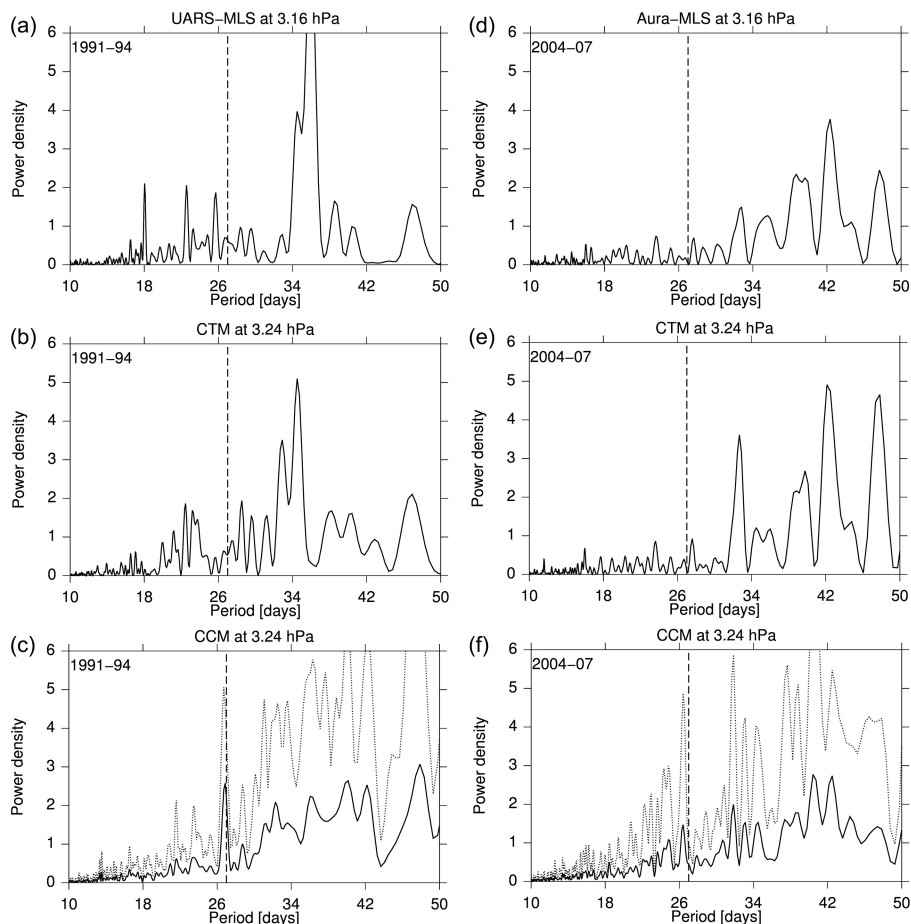 (a)
UARS−MLS at 3.16 hPa
1991−94
Power density
6
5
4
3
2
1
0
10 18 26 34 42 50
Period [days]
(d)
Aura−MLS at 3.16 hPa
2004−07
Power density
6
5
4
3
2
1
0
10 18 26 34 42 50
Period [days]
(b)
CTM at 3.24 hPa
1991−94
Power density
6
5
4
3
2
1
0
10 18 26 34 42 50
Period [days]
(e)
CTM at 3.24 hPa
2004−07
Power density
6
5
4
3
2
1
0
10 18 26 34 42 50
Period [days]
(c)
CCM at 3.24 hPa
1991−94
Power density
6
5
4
3
2
1
0
10 18 26 34 42 50
Period [days]
(f)
CCM at 3.24 hPa
2004−07
Power density
6
5
4
3
2
1
0
10 18 26 34 42 50
Period [days]